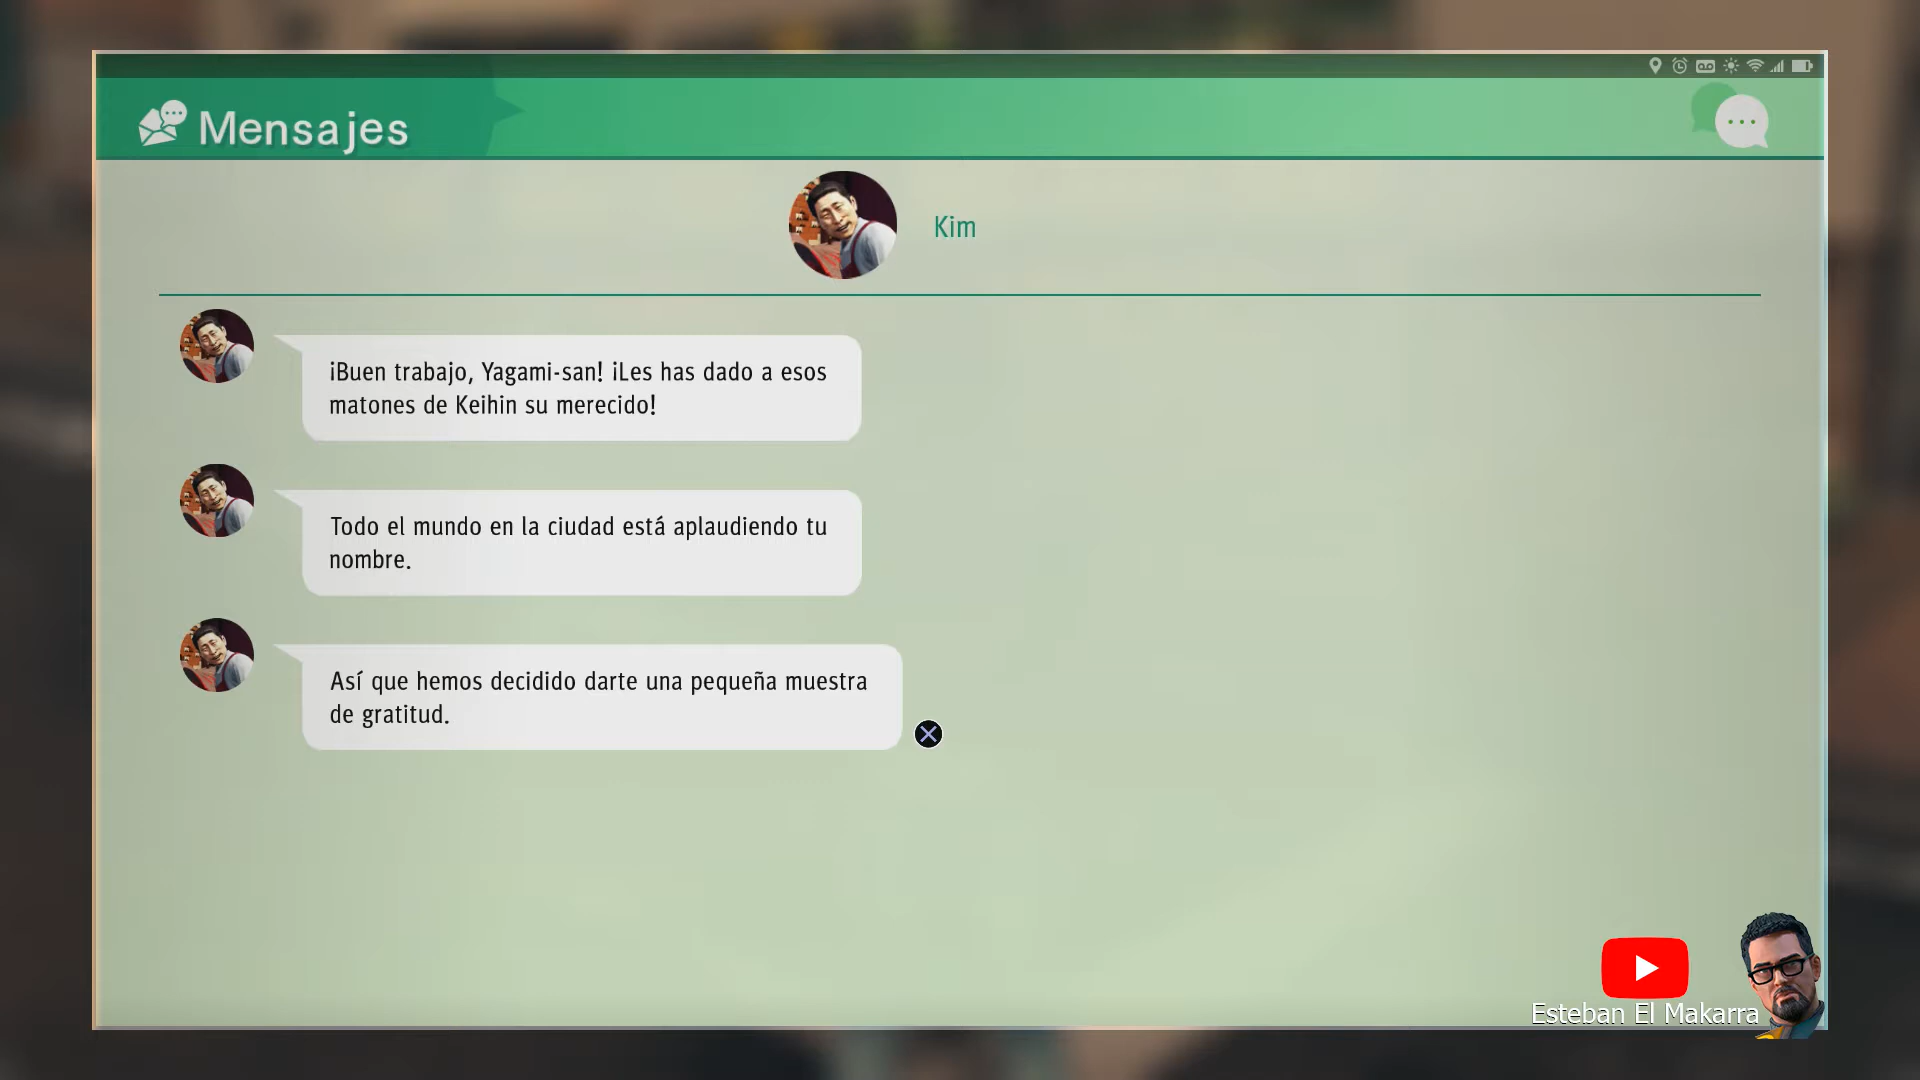 Mensajes
Kim
¡Buen trabajo, Yagami-san! ¡Les has dado a esos
matones de Keihin su merecido!
Todo el mundo en la ciudad está aplaudiendo tu
nombre.
Así que hemos decidido darte una pequeña muestra
de gratitud.
Esteban El Makarra